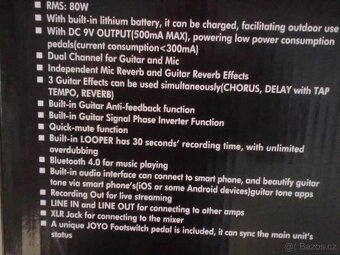 RMS: 80W
With built-in lithium battery, it can be charged, facilitating outdoor use
With DC 9V OUTPUT(500mA MAX), powering low power consumption
pedals(current consumption<300mA)
Dual Channel for Guitar and Mic
Independent Mic Reverb and Guitar Reverb Effects
3 Guitar Effects can be used simultaneously(CHORUS, DELAY with TAP
TEMPO, REVERB)
Built-in Guitar Anti-feedback function
Built-in Guitar Signal Phase Inverter Function
Quick-mute function
Built-in LOOPER has 30 seconds' recording time, with unlimited
overdubbing
Bluetooth 4.0 for music playing
Built-in audio interface can connect to smart phone, and beautify guitar
tone via smart phone's(iOS or some Android devices)guitar tone apps
Recording Out for live streaming
LINE IN and LINE OUT for connecting to other amps
XLR Jack for connecting to the mixer
A unique JOYO Footswitch pedal is included, it can sync the main unit's
status
Bazos.cz